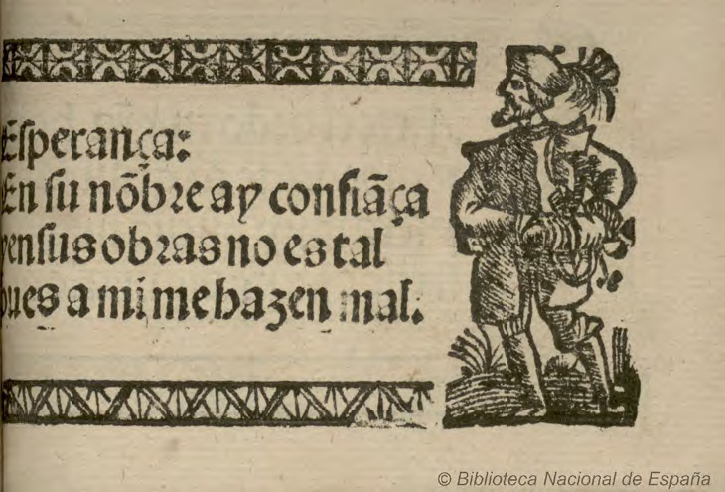 Esperança:
En su nõbre ay confiãça
yen sus obras no es tal
pues a mi me hazen mal.
© Biblioteca Nacional de España